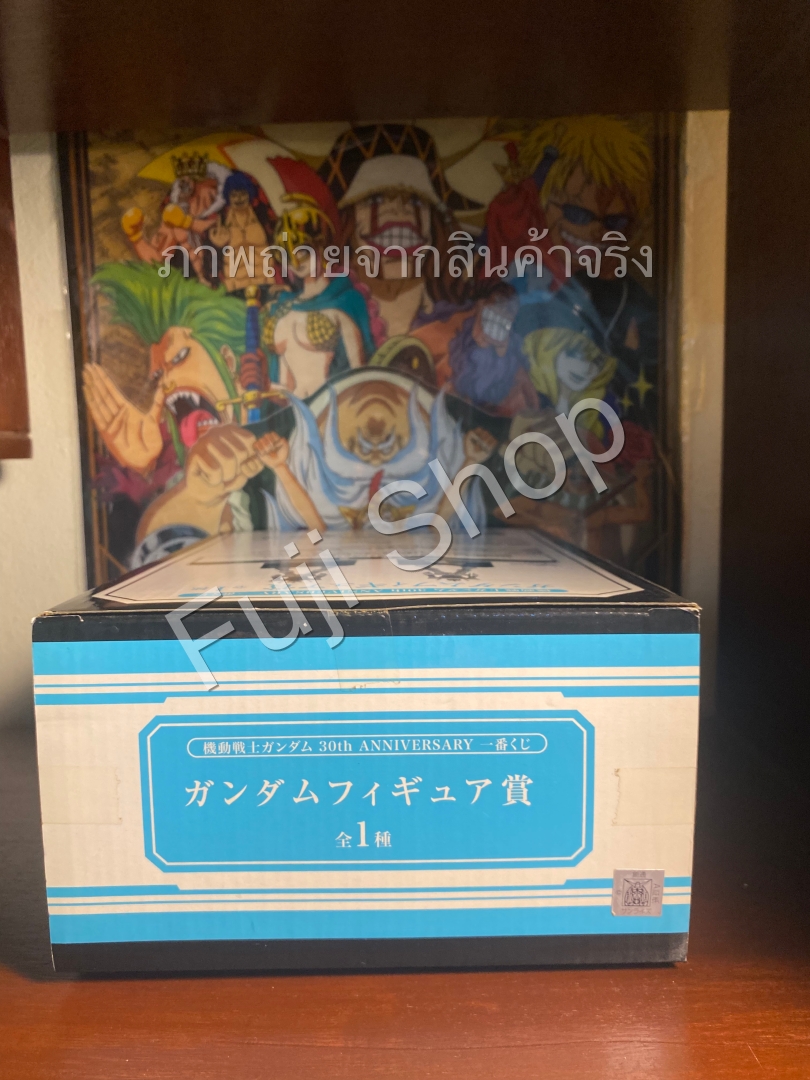 ภาพถ่ายจากสินค้าจริง
Fuji Shop
機動戦士ガンダム 30th ANNIVERSARY 一番くじ
ガンダムフィギュア賞
全1種